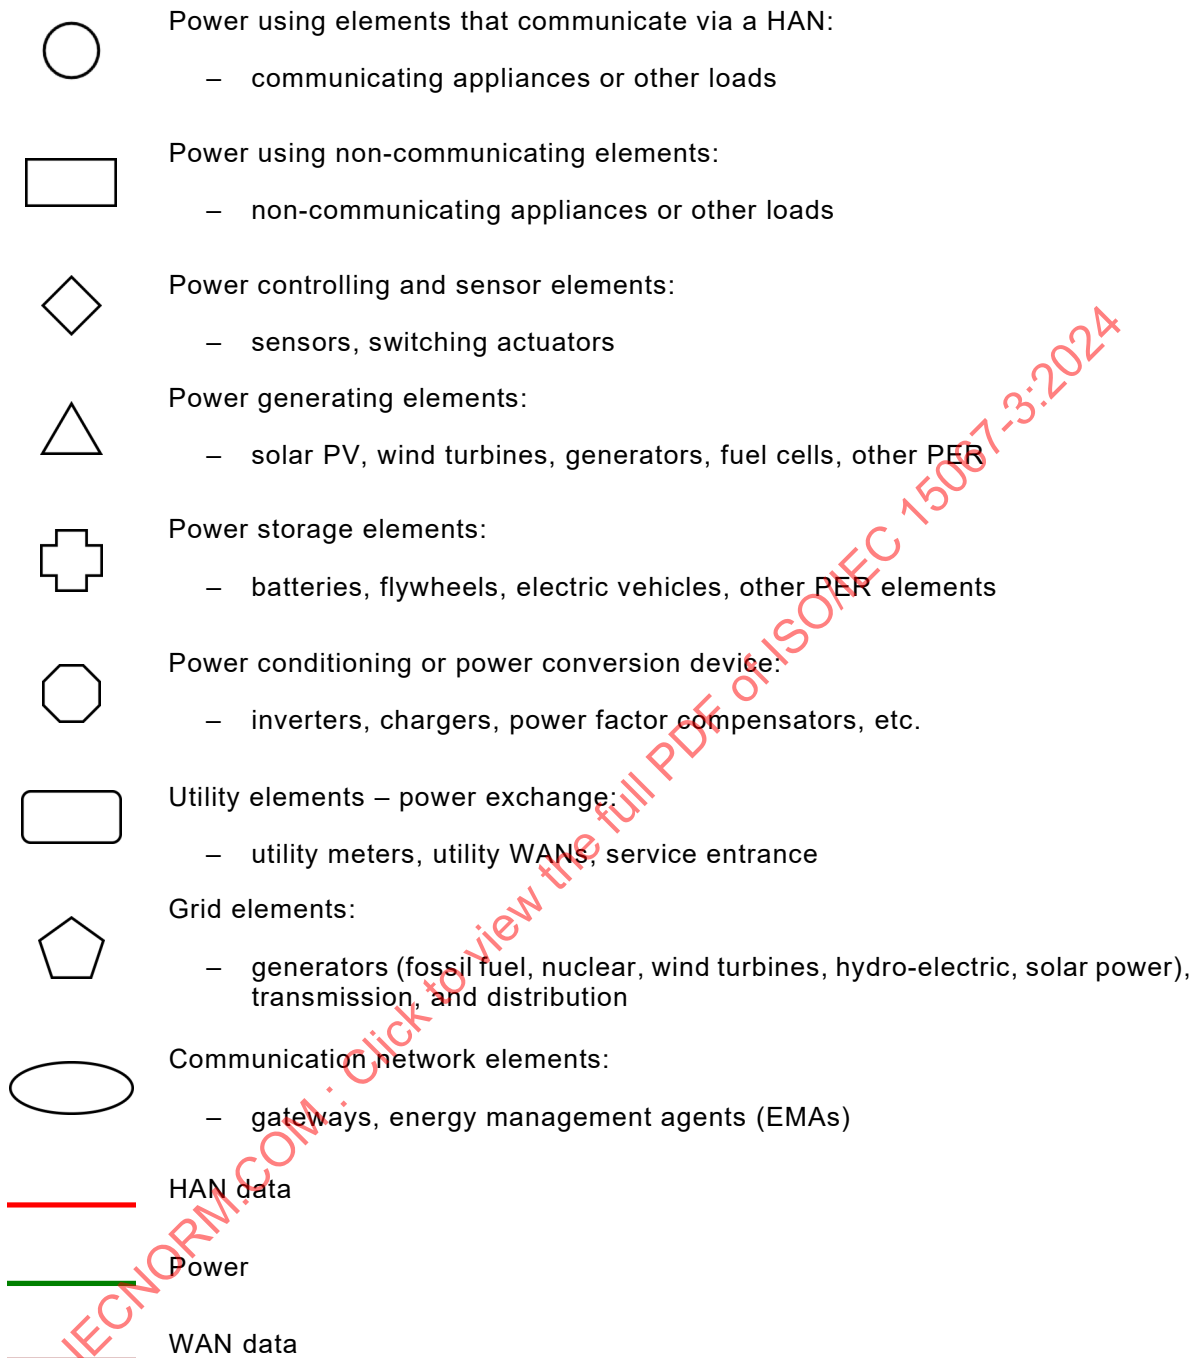 Power using elements that communicate via a HAN:
– communicating appliances or other loads
Power using non-communicating elements:
– non-communicating appliances or other loads
Power controlling and sensor elements:
– sensors, switching actuators
Power generating elements:
– solar PV, wind turbines, generators, fuel cells, other PER
Power storage elements:
– batteries, flywheels, electric vehicles, other PER elements
Power conditioning or power conversion device:
– inverters, chargers, power factor compensators, etc.
Utility elements – power exchange:
– utility meters, utility WANs, service entrance
Grid elements:
– generators (fossil fuel, nuclear, wind turbines, hydro-electric, solar power),
transmission, and distribution
Communication network elements:
– gateways, energy management agents (EMAs)
HAN data
Power
WAN data
IECNORM.COM : Click to view the full PDF of ISO/IEC 15067-3:2024